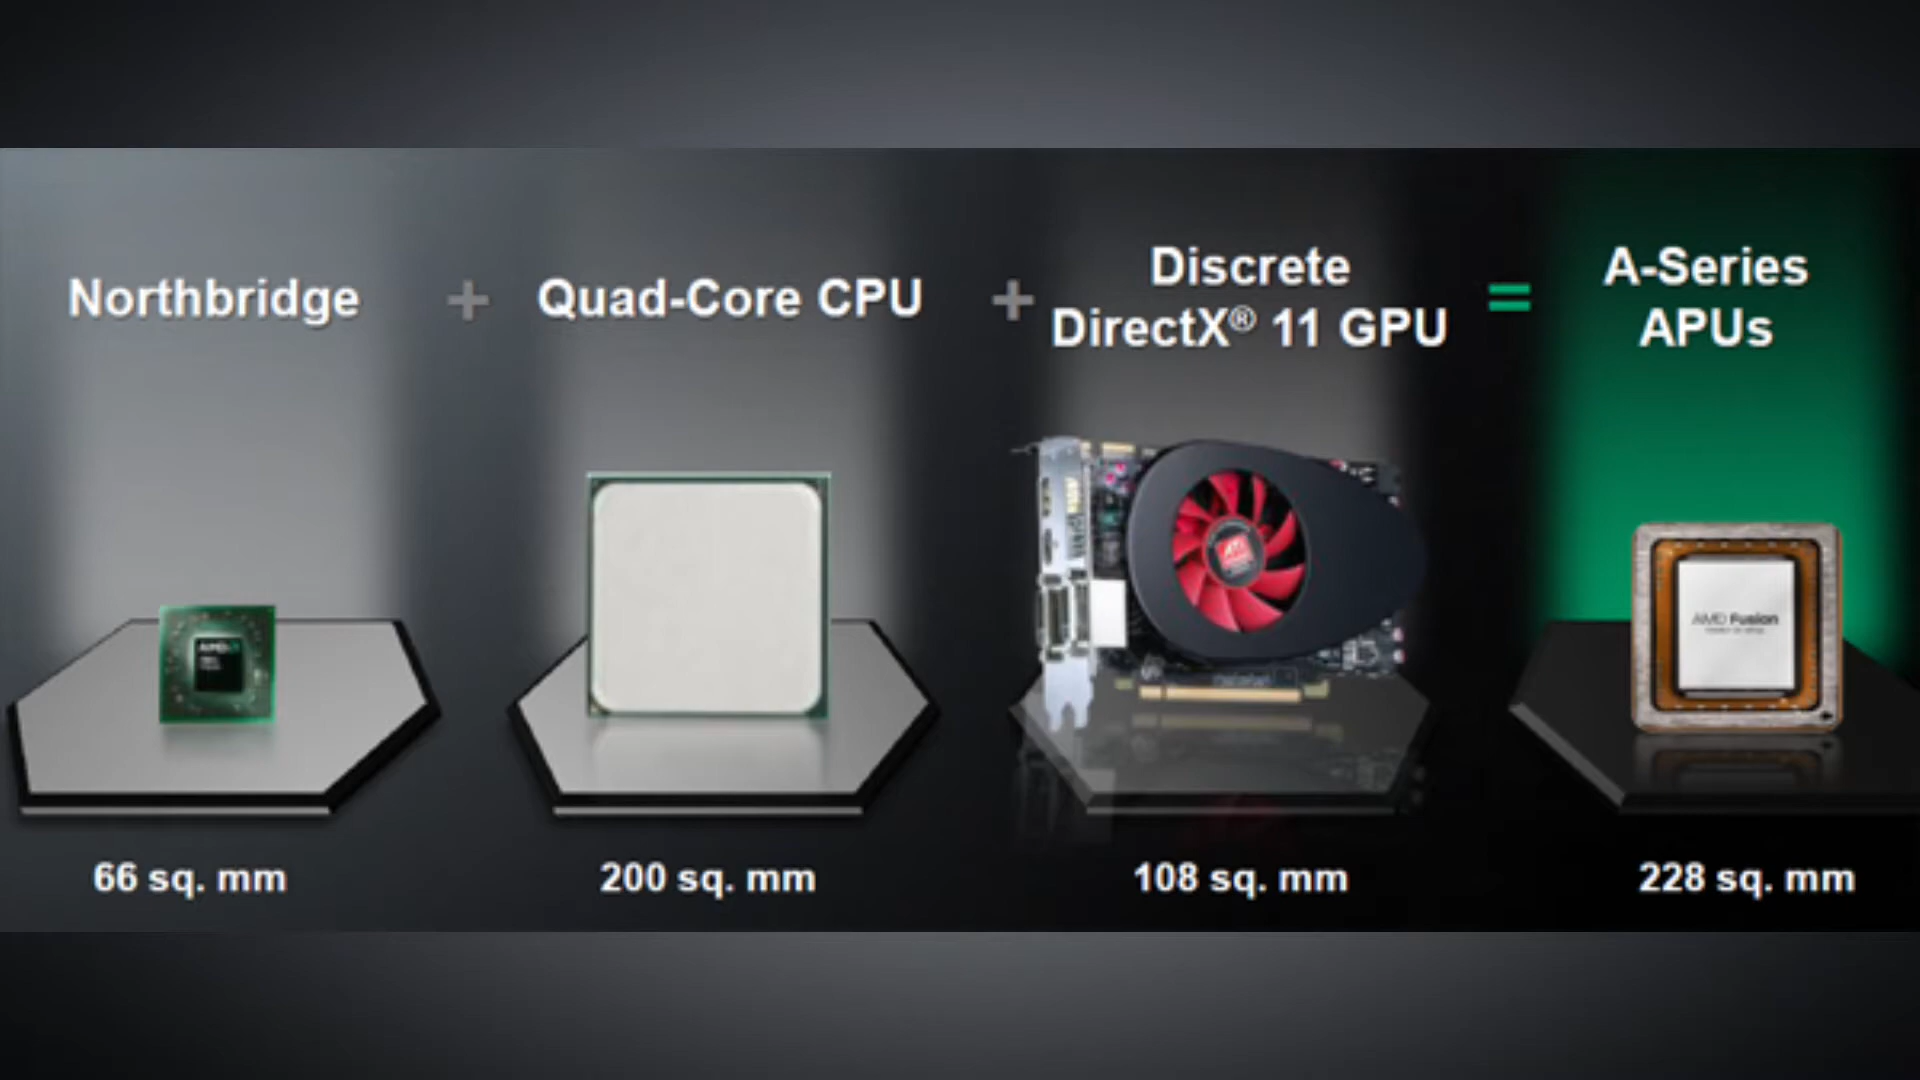 Northbridge + Quad-Core CPU + Discrete DirectX® 11 GPU = A-Series APUs
AMD
AMD Fusion
66 sq. mm
200 sq. mm
108 sq. mm
228 sq. mm